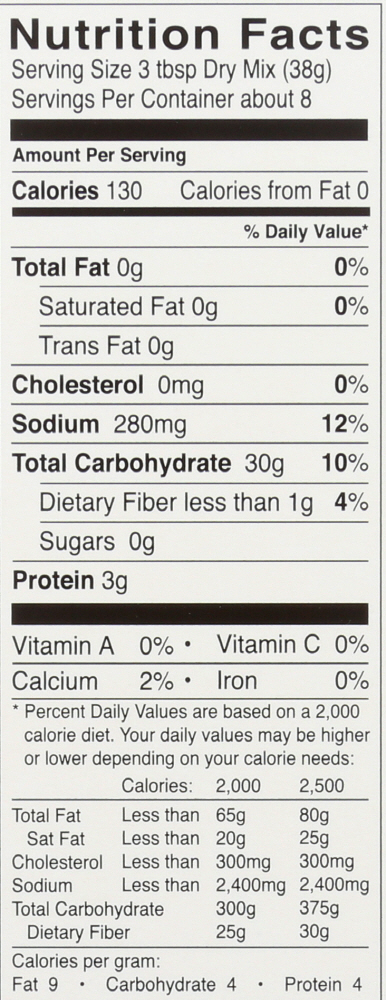 Nutrition Facts
Serving Size 3 tbsp Dry Mix (38g)
Servings Per Container about 8
Amount Per Serving
Calories 130 Calories from Fat 0
% Daily Value*
Total Fat 0g 0%
Saturated Fat 0g 0%
Trans Fat 0g
Cholesterol 0mg 0%
Sodium 280mg 12%
Total Carbohydrate 30g 10%
Dietary Fiber less than 1g 4%
Sugars 0g
Protein 3g
Vitamin A 0% • Vitamin C 0%
Calcium 2% • Iron 0%
* Percent Daily Values are based on a 2,000
calorie diet. Your daily values may be higher
or lower depending on your calorie needs:
Calories: 2,000 2,500
Total Fat Less than 65g 80g
Sat Fat Less than 20g 25g
Cholesterol Less than 300mg 300mg
Sodium Less than 2,400mg 2,400mg
Total Carbohydrate 300g 375g
Dietary Fiber 25g 30g
Calories per gram:
Fat 9 • Carbohydrate 4 • Protein 4